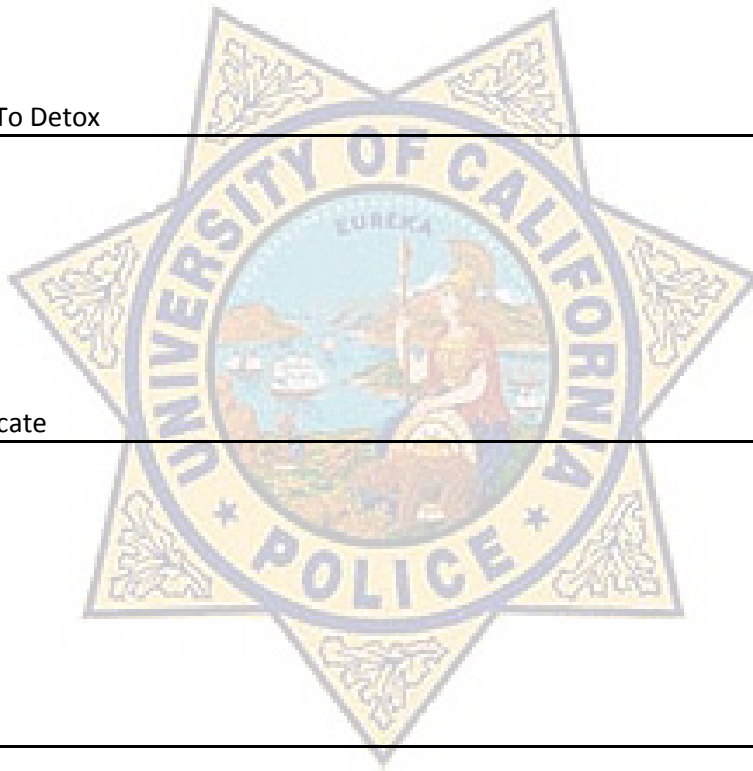 To Detox
EUREKA
UNIVERSITY OF CALIFORNIA
cate
★ POLICE ★